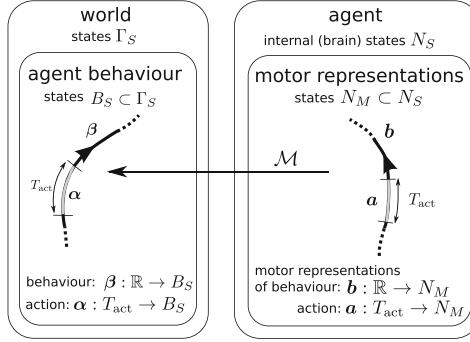 world
states Γ_S
agent behaviour
states B_S ⊂ Γ_S
β
T_act
α
behaviour: β : ℝ → B_S
action: α : T_act → B_S
ℳ
agent
internal (brain) states N_S
motor representations
states N_M ⊂ N_S
b
a
T_act
motor representations
of behaviour: b : ℝ → N_M
action: a : T_act → N_M